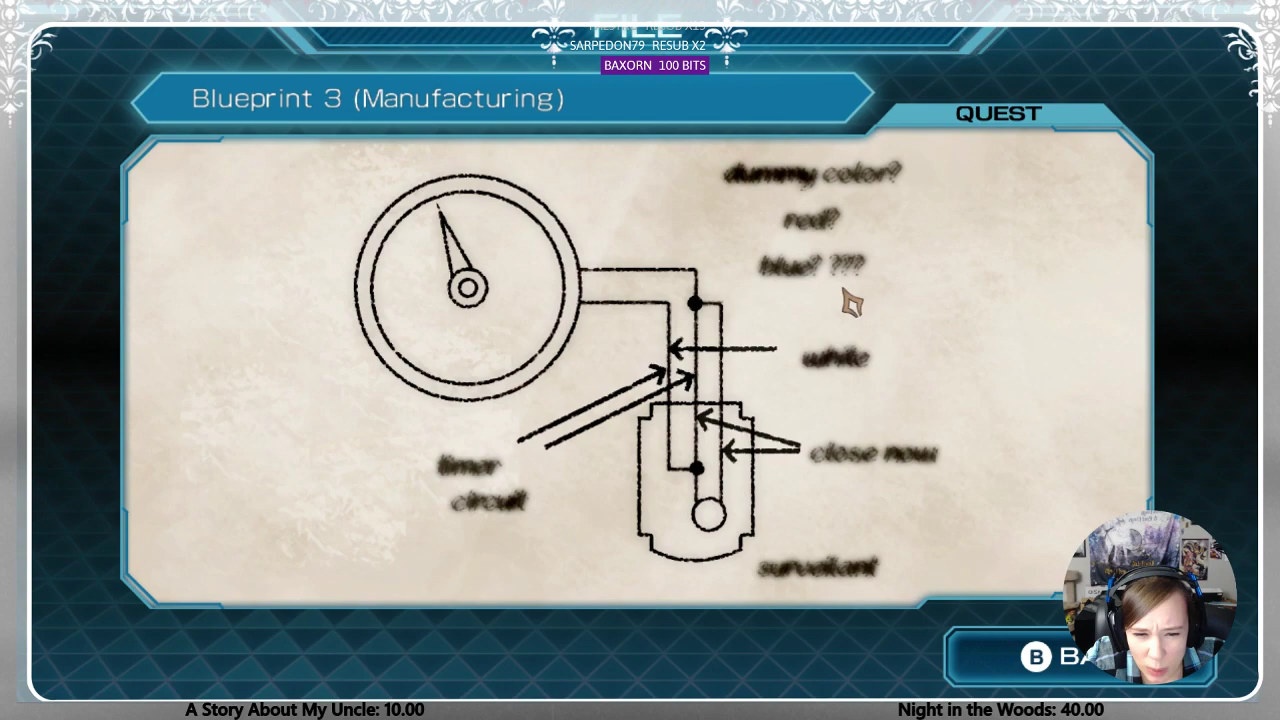 FILE
SARPEDON79 RESUB X2
BAXORN 100 BITS
Blueprint 3 (Manufacturing)
QUEST
dummy color?
red?
blue? ???
white
timer
circuit
close now
B
A Story About My Uncle: 10.00
Night in the Woods: 40.00